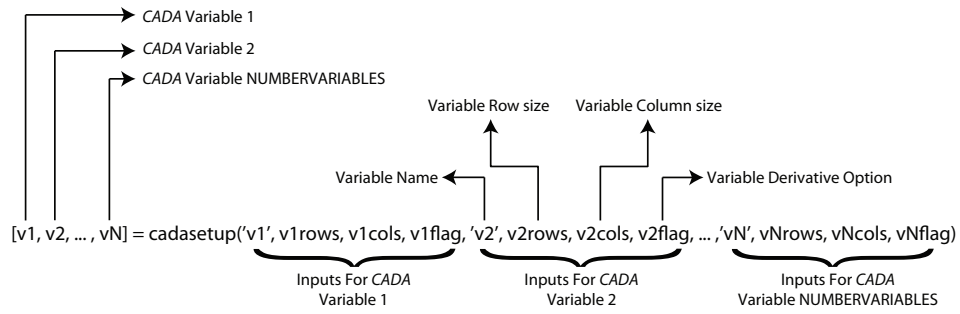 CADA Variable 1
CADA Variable 2
CADA Variable NUMBERVARIABLES
Variable Row size
Variable Column size
Variable Name
Variable Derivative Option
[v1, v2, ... , vN] = cadasetup('v1', v1rows, v1cols, v1flag, 'v2', v2rows, v2cols, v2flag, ... ,'vN', vNrows, vNcols, vNflag)
Inputs For CADA
Variable 1
Inputs For CADA
Variable 2
Inputs For CADA
Variable NUMBERVARIABLES